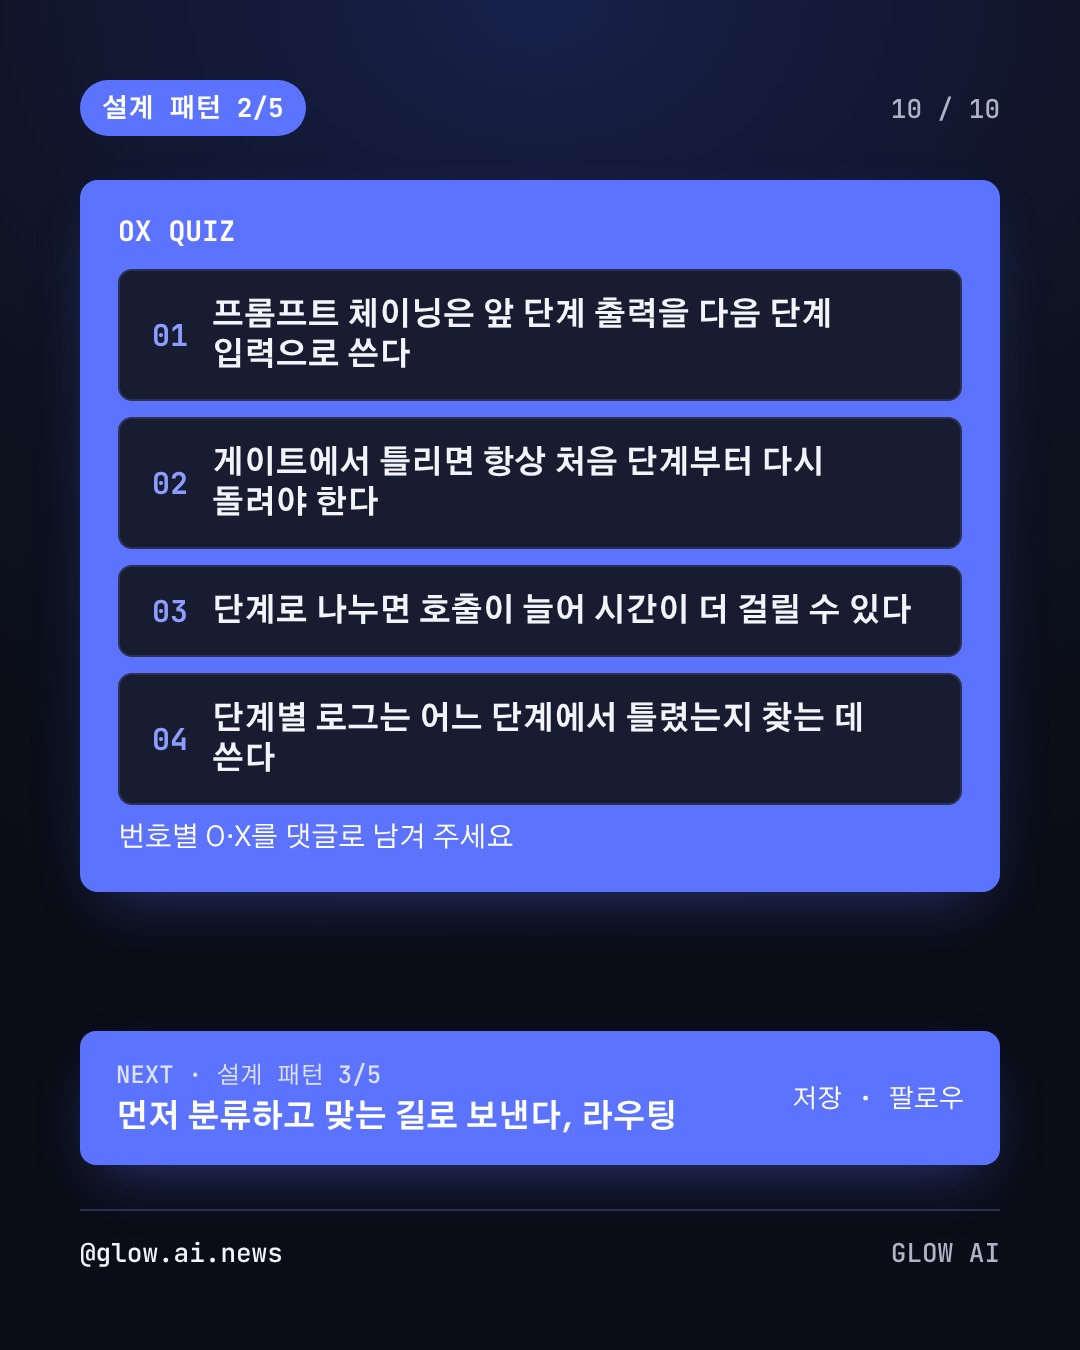 설계 패턴 2/5
10 / 10
OX QUIZ
01
프롬프트 체이닝은 앞 단계 출력을 다음 단계
입력으로 쓴다
02
게이트에서 틀리면 항상 처음 단계부터 다시
돌려야 한다
03
단계로 나누면 호출이 늘어 시간이 더 걸릴 수 있다
04
단계별 로그는 어느 단계에서 틀렸는지 찾는 데
쓴다
번호별 O·X를 댓글로 남겨 주세요
NEXT · 설계 패턴 3/5
먼저 분류하고 맞는 길로 보낸다, 라우팅
저장 · 팔로우
@glow.ai.news
GLOW AI